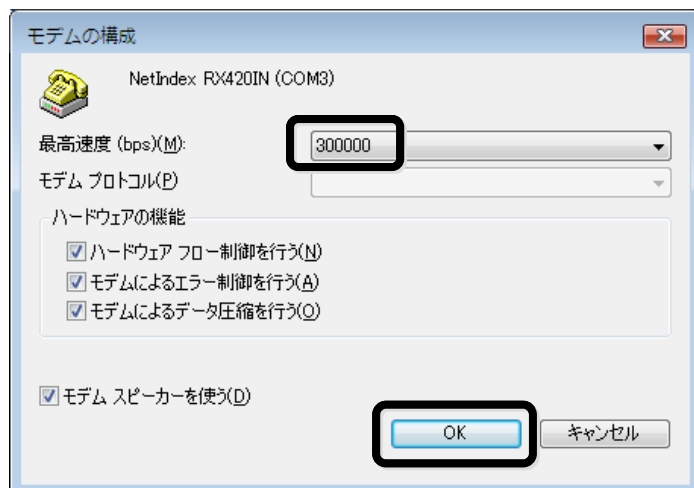 モデムの構成
NetIndex RX420IN (COM3)
最高速度 (bps)(M): 300000
モデム プロトコル(P)
ハードウェアの機能
ハードウェア フロー制御を行う(N)
モデムによるエラー制御を行う(A)
モデムによるデータ圧縮を行う(O)
モデム スピーカーを使う(D)
OK キャンセル